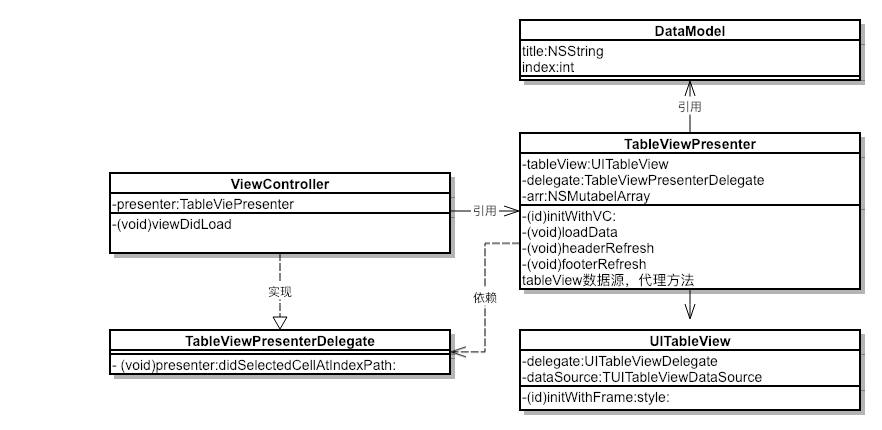 DataModel
title:NSString
index:int
引用
TableViewPresenter
-tableView:UITableView
-delegate:TableViewPresenterDelegate
-arr:NSMutabelArray
-(id)initWithVC:
-(void)loadData
-(void)headerRefresh
-(void)footerRefresh
tableView数据源，代理方法
ViewController
-presenter:TableViePresenter
-(void)viewDidLoad
引用
实现
依赖
TableViewPresenterDelegate
- (void)presenter:didSelectedCellAtIndexPath:
UITableView
-delegate:UITableViewDelegate
-dataSource:TUITableViewDataSource
-(id)initWithFrame:style: